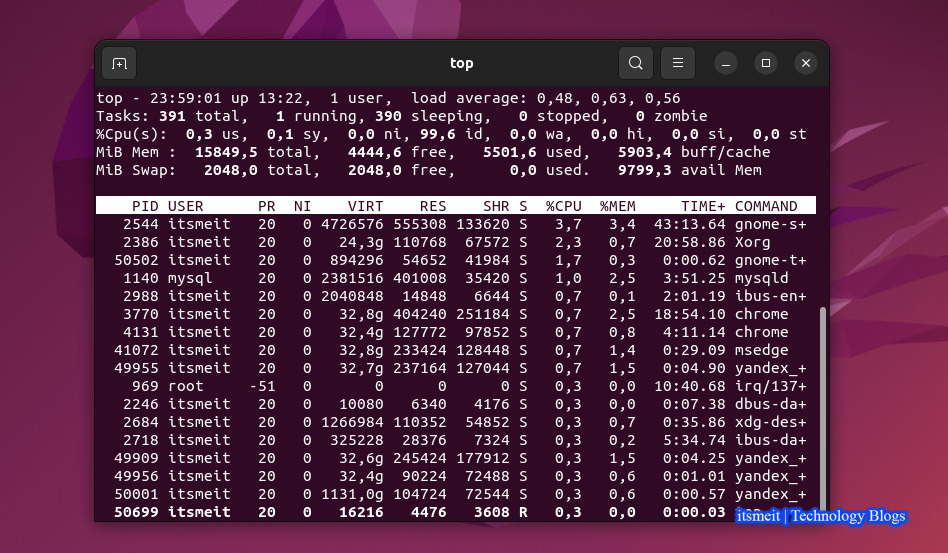 top
top - 23:59:01 up 13:22,  1 user,  load average: 0,48, 0,63, 0,56
Tasks: 391 total,   1 running, 390 sleeping,   0 stopped,   0 zombie
%Cpu(s):  0,3 us,  0,1 sy,  0,0 ni, 99,6 id,  0,0 wa,  0,0 hi,  0,0 si,  0,0 st
MiB Mem :  15849,5 total,   4444,6 free,   5501,6 used,   5903,4 buff/cache
MiB Swap:   2048,0 total,   2048,0 free,      0,0 used.   9799,3 avail Mem
PID USER      PR  NI    VIRT    RES    SHR S  %CPU  %MEM     TIME+ COMMAND
2544 itsmeit   20   0 4726576 555308 133620 S   3,7   3,4  43:13.64 gnome-s+
2386 itsmeit   20   0   24,3g 110768  67572 S   2,3   0,7  20:58.86 Xorg
50502 itsmeit   20   0  894296  54652  41984 S   1,7   0,3   0:00.62 gnome-t+
1140 mysql     20   0 2381516 401008  35420 S   1,0   2,5   3:51.25 mysqld
2988 itsmeit   20   0 2040848  14848   6644 S   0,7   0,1   2:01.19 ibus-en+
3770 itsmeit   20   0   32,8g 404240 251184 S   0,7   2,5  18:54.10 chrome
4131 itsmeit   20   0   32,4g 127772  97852 S   0,7   0,8   4:11.14 chrome
41072 itsmeit   20   0   32,8g 233424 128448 S   0,7   1,4   0:29.09 msedge
49955 itsmeit   20   0   32,7g 237164 127044 S   0,7   1,5   0:04.90 yandex_+
969 root     -51   0       0      0      0 S   0,3   0,0  10:40.68 irq/137+
2246 itsmeit   20   0   10080   6340   4176 S   0,3   0,0   0:07.38 dbus-da+
2684 itsmeit   20   0 1266984 110352  54852 S   0,3   0,7   0:35.86 xdg-des+
2718 itsmeit   20   0  325228  28376   7324 S   0,3   0,2   5:34.74 ibus-da+
49909 itsmeit   20   0   32,6g 245424 177912 S   0,3   1,5   0:04.25 yandex_+
49956 itsmeit   20   0   32,4g  90224  72488 S   0,3   0,6   0:01.01 yandex_+
50001 itsmeit   20   0 1131,0g 104724  72544 S   0,3   0,6   0:00.57 yandex_+
50699 itsmeit   20   0   16216   4476   3608 R   0,3   0,0   0:00.03
itsmeit | Technology Blogs